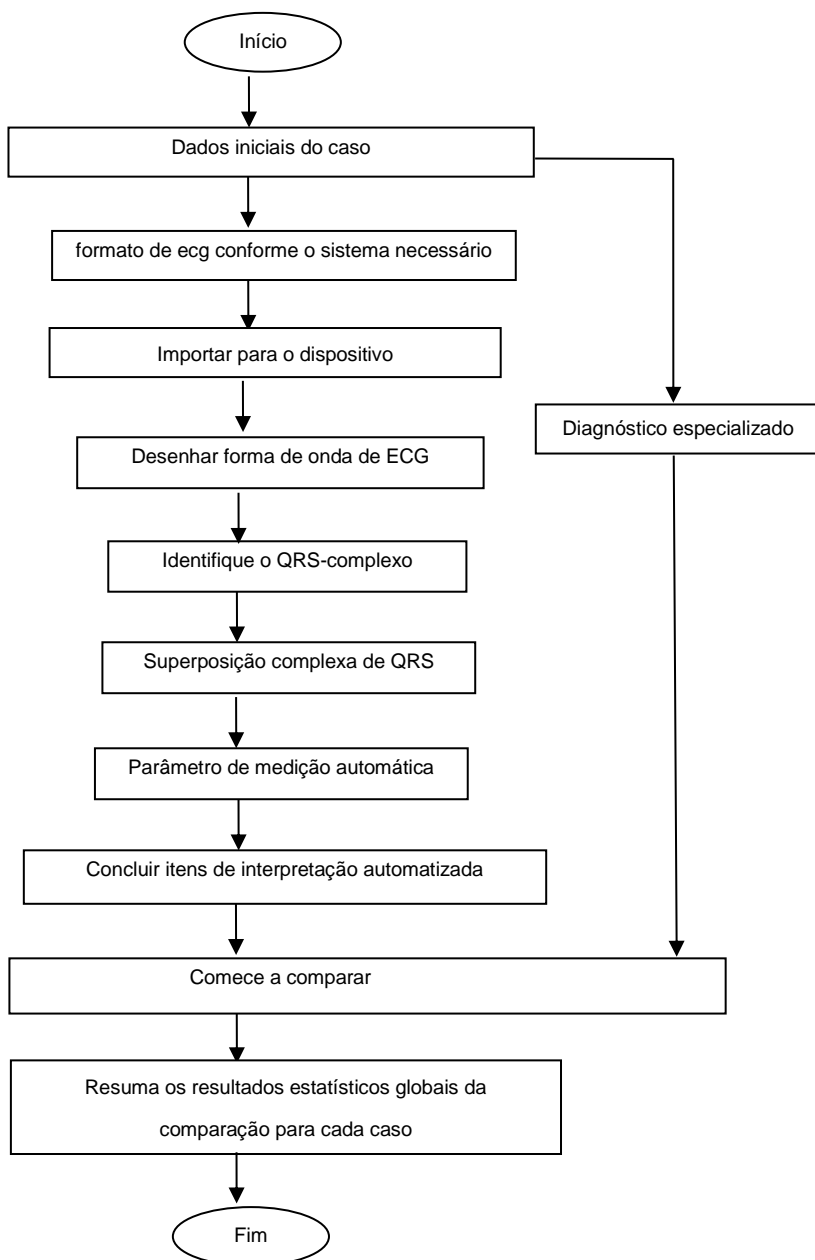 Início
Dados iniciais do caso
formato de ecg conforme o sistema necessário
Importar para o dispositivo
Diagnóstico especializado
Desenhar forma de onda de ECG
Identifique o QRS-complexo
Superposição complexa de QRS
Parâmetro de medição automática
Concluir itens de interpretação automatizada
Comece a comparar
Resuma os resultados estatísticos globais da
comparação para cada caso
Fim